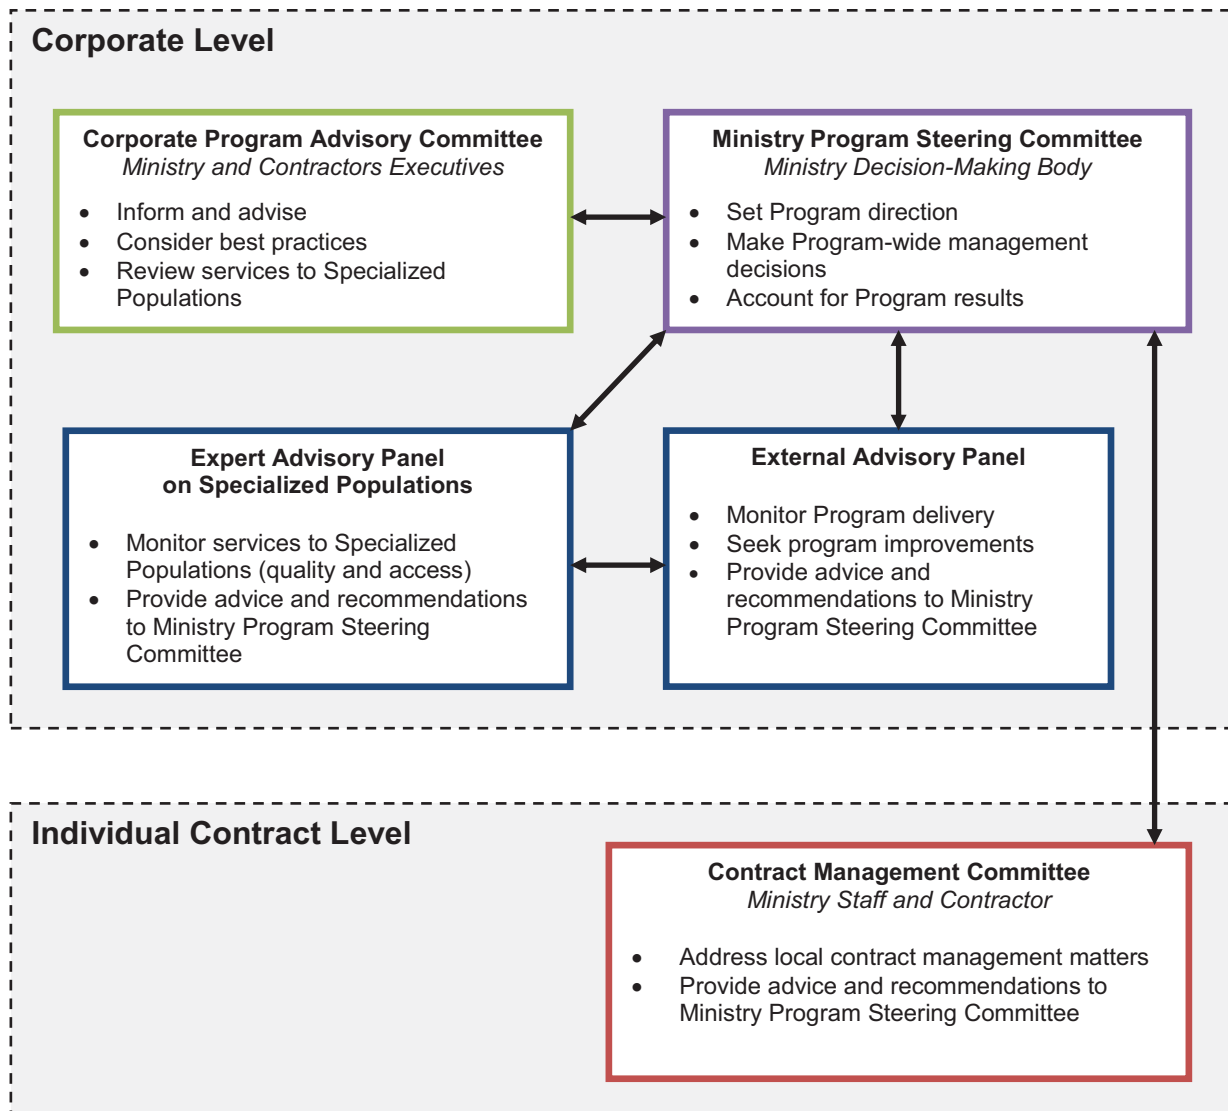 Corporate Level
Corporate Program Advisory Committee
Ministry and Contractors Executives
• Inform and advise
• Consider best practices
• Review services to Specialized
Populations
Ministry Program Steering Committee
Ministry Decision-Making Body
• Set Program direction
• Make Program-wide management
decisions
• Account for Program results
Expert Advisory Panel
on Specialized Populations
• Monitor services to Specialized
Populations (quality and access)
• Provide advice and recommendations
to Ministry Program Steering
Committee
External Advisory Panel
• Monitor Program delivery
• Seek program improvements
• Provide advice and
recommendations to Ministry
Program Steering Committee
Individual Contract Level
Contract Management Committee
Ministry Staff and Contractor
• Address local contract management matters
• Provide advice and recommendations to
Ministry Program Steering Committee